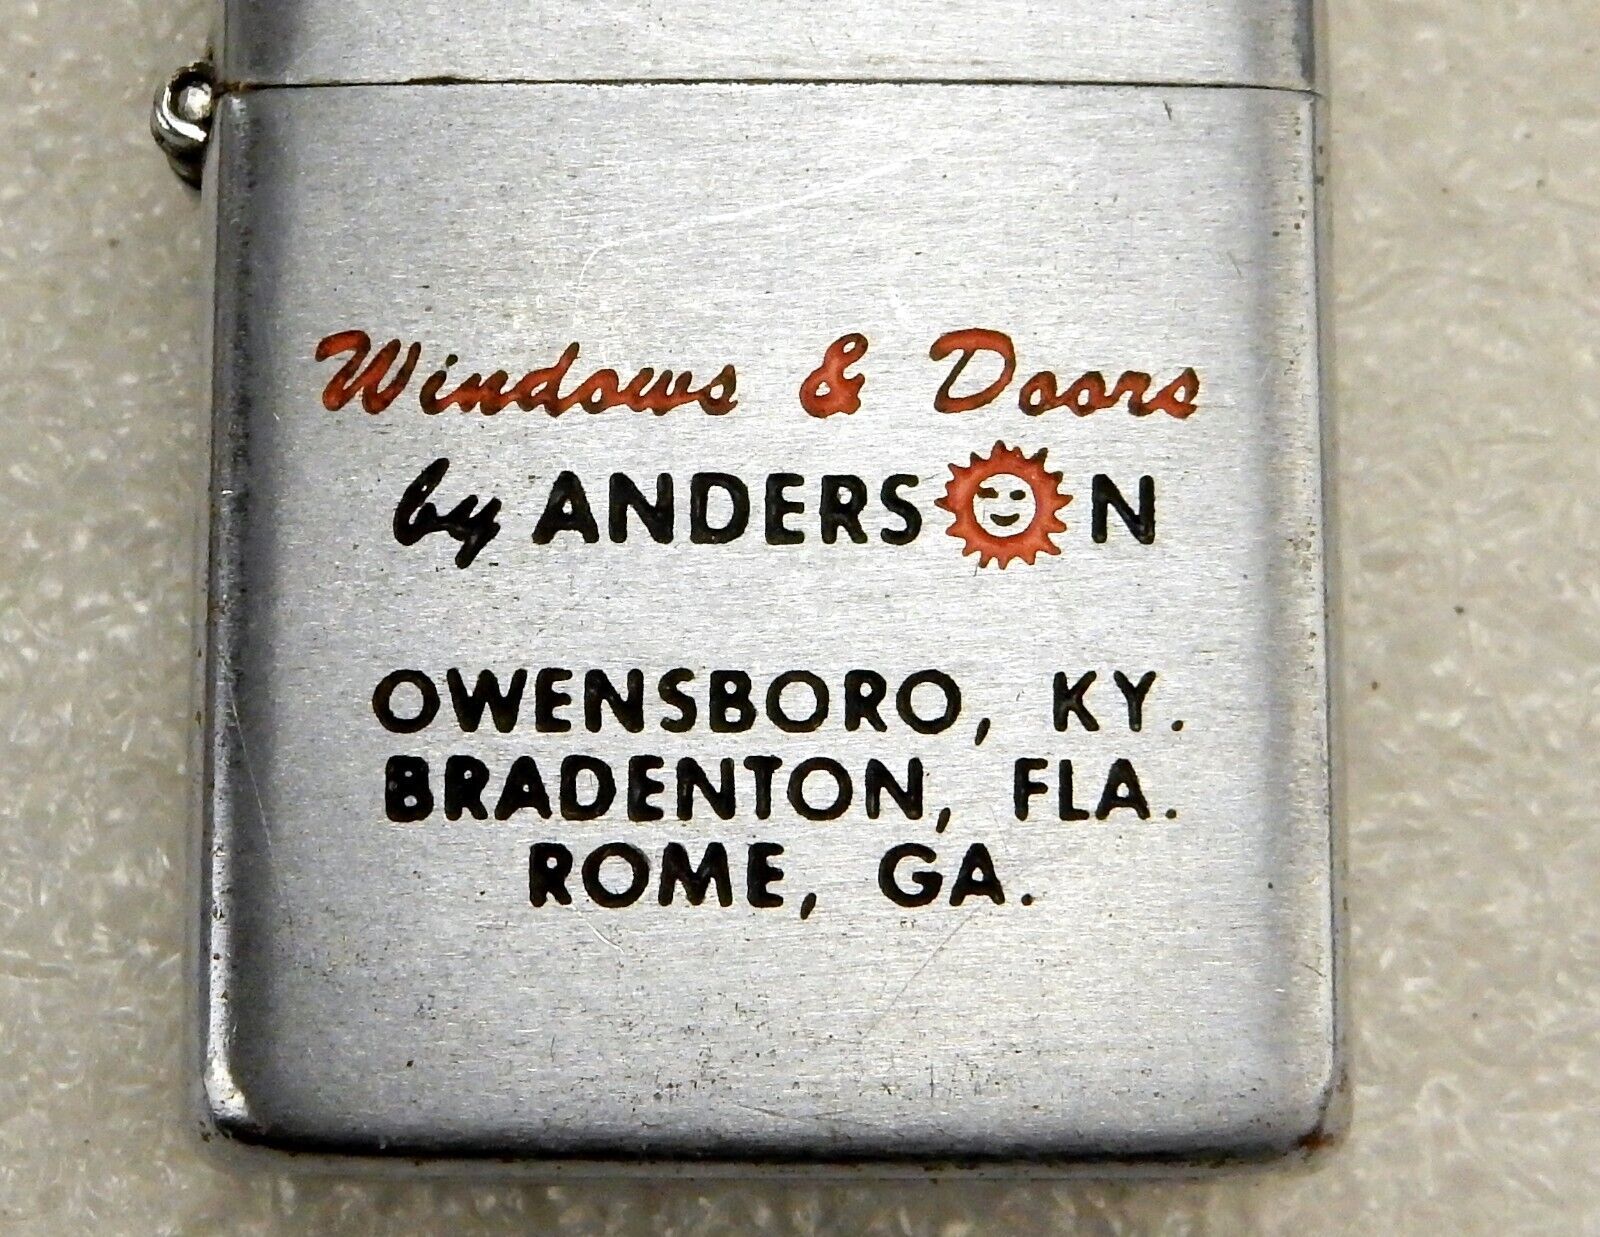 Windows & Doors
by ANDERSON
OWENSBORO, KY.
BRADENTON, FLA.
ROME, GA.